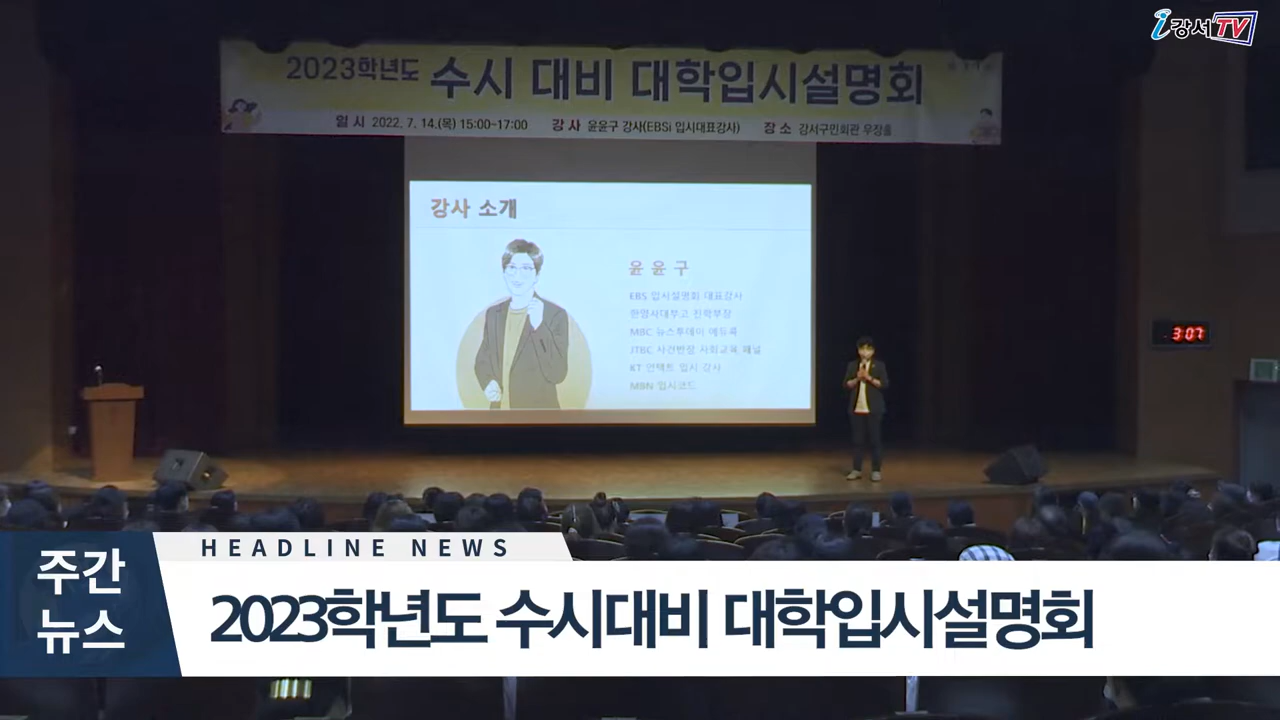 i강서TV
2023학년도 수시 대비 대학입시설명회
일 시 2022. 7. 14.(목) 15:00~17:00 강 사 윤윤구 강사(EBSi 입시대표강사) 장 소 강서구민회관 우장홀
강사 소개
윤 윤 구
EBS 입시설명회 대표강사
한양사대부고 진학부장
MBC 뉴스투데이 에듀콕
JTBC 사건반장 사회교육 패널
KT 언택트 입시 강사
MBN 입시코드
3:07
HEADLINE NEWS
주간
뉴스
2023학년도 수시대비 대학입시설명회